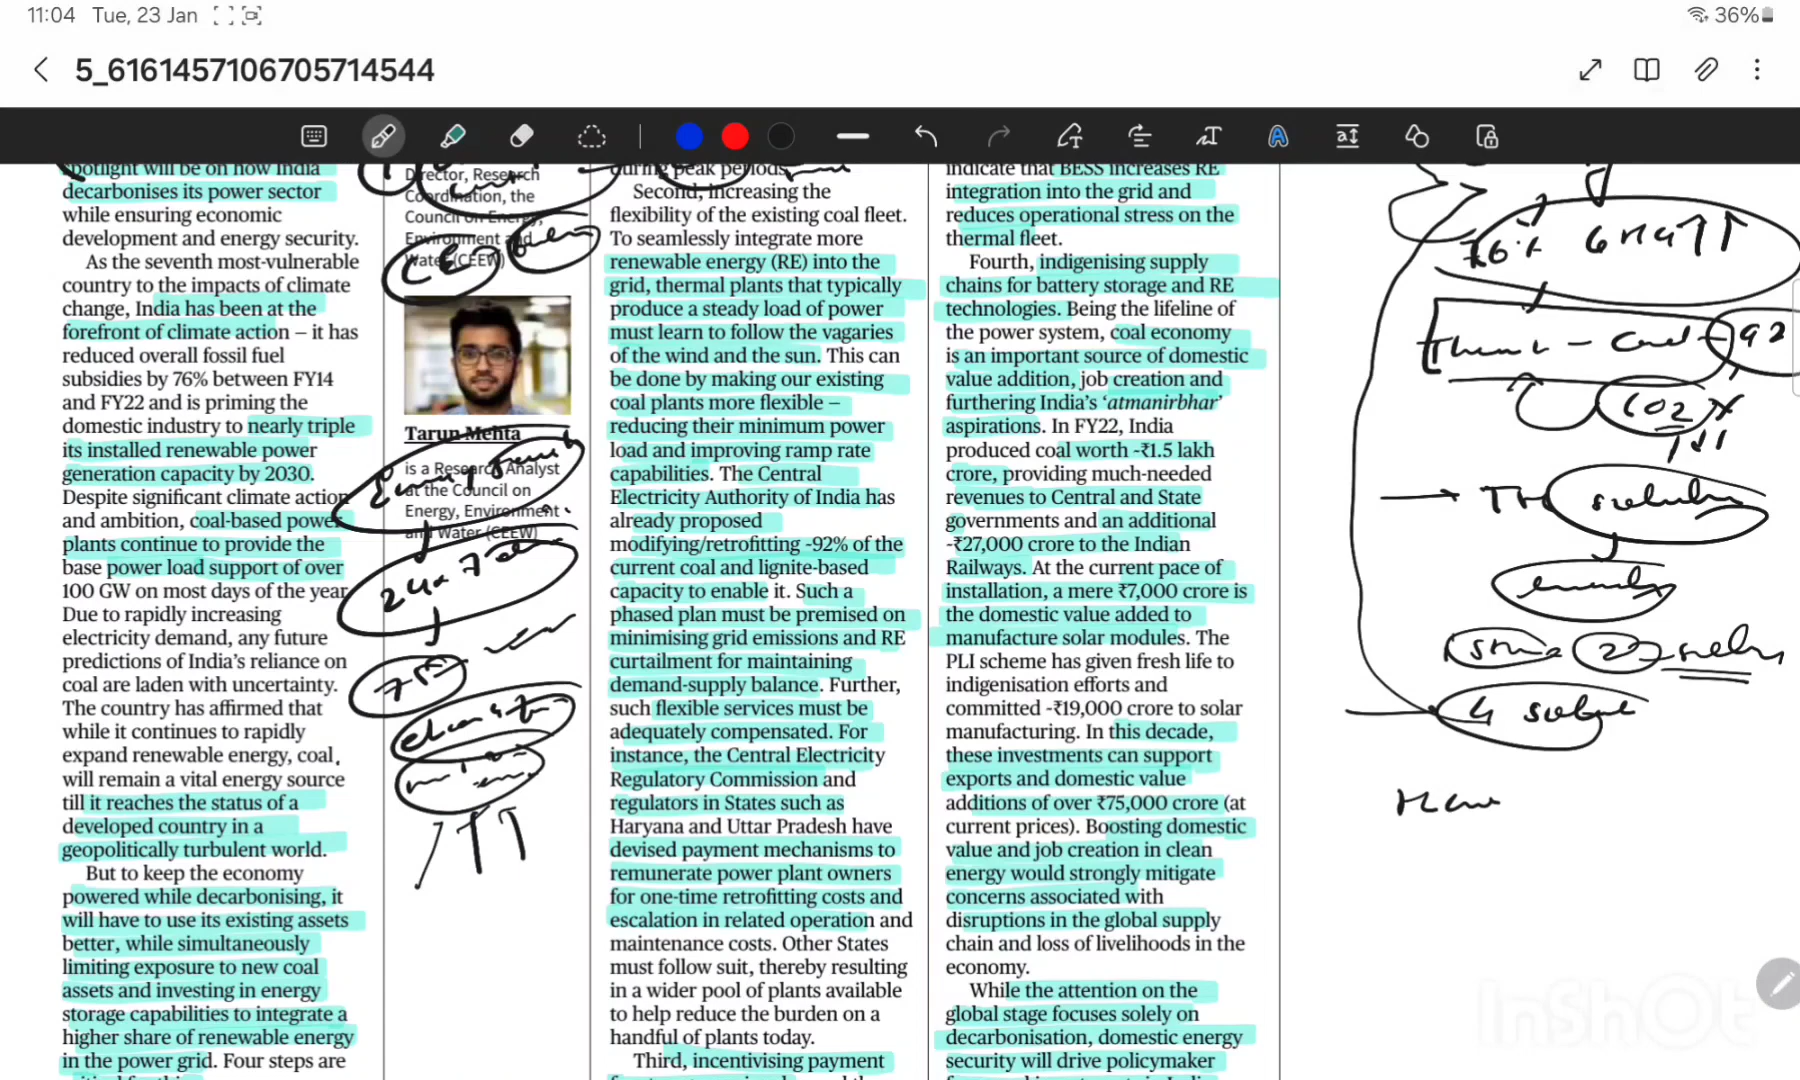 11:04 Tue, 23 Jan
36%
5_6161457106705714544
spotlight will be on how India
decarbonises its power sector
while ensuring economic
development and energy security.
As the seventh most-vulnerable
country to the impacts of climate
change, India has been at the
forefront of climate action – it has
reduced overall fossil fuel
subsidies by 76% between FY14
and FY22 and is priming the
domestic industry to nearly triple
its installed renewable power
generation capacity by 2030.
Despite significant climate action
and ambition, coal-based power
plants continue to provide the
base power load support of over
100 GW on most days of the year.
Due to rapidly increasing
electricity demand, any future
predictions of India's reliance on
coal are laden with uncertainty.
The country has affirmed that
while it continues to rapidly
expand renewable energy, coal,
will remain a vital energy source
till it reaches the status of a
developed country in a
geopolitically turbulent world.
But to keep the economy
powered while decarbonising, it
will have to use its existing assets
better, while simultaneously
limiting exposure to new coal
assets and investing in energy
storage capabilities to integrate a
higher share of renewable energy
in the power grid. Four steps are
Director, Research
Coordination, the
Council on Energy,
Environment and
Water (CEEW)
Tarun Mehta
is a Research Analyst
at the Council on
Energy, Environment
and Water (CEEW)
24x7
75
during peak periods
Second, increasing the
flexibility of the existing coal fleet.
To seamlessly integrate more
renewable energy (RE) into the
grid, thermal plants that typically
produce a steady load of power
must learn to follow the vagaries
of the wind and the sun. This can
be done by making our existing
coal plants more flexible –
reducing their minimum power
load and improving ramp rate
capabilities. The Central
Electricity Authority of India has
already proposed
modifying/retrofitting ~92% of the
current coal and lignite-based
capacity to enable it. Such a
phased plan must be premised on
minimising grid emissions and RE
curtailment for maintaining
demand-supply balance. Further,
such flexible services must be
adequately compensated. For
instance, the Central Electricity
Regulatory Commission and
regulators in States such as
Haryana and Uttar Pradesh have
devised payment mechanisms to
remunerate power plant owners
for one-time retrofitting costs and
escalation in related operation and
maintenance costs. Other States
must follow suit, thereby resulting
in a wider pool of plants available
to help reduce the burden on a
handful of plants today.
Third, incentivising payment
indicate that BESS increases RE
integration into the grid and
reduces operational stress on the
thermal fleet.
Fourth, indigenising supply
chains for battery storage and RE
technologies. Being the lifeline of
the power system, coal economy
is an important source of domestic
value addition, job creation and
furthering India's 'atmanirbhar'
aspirations. In FY22, India
produced coal worth ~₹1.5 lakh
crore, providing much-needed
revenues to Central and State
governments and an additional
~₹27,000 crore to the Indian
Railways. At the current pace of
installation, a mere ₹7,000 crore is
the domestic value added to
manufacture solar modules. The
PLI scheme has given fresh life to
indigenisation efforts and
committed ~₹19,000 crore to solar
manufacturing. In this decade,
these investments can support
exports and domestic value
additions of over ₹75,000 crore (at
current prices). Boosting domestic
value and job creation in clean
energy would strongly mitigate
concerns associated with
disruptions in the global supply
chain and loss of livelihoods in the
economy.
While the attention on the
global stage focuses solely on
decarbonisation, domestic energy
security will drive policymaker
Coal - 92
CO2
4
InShOt